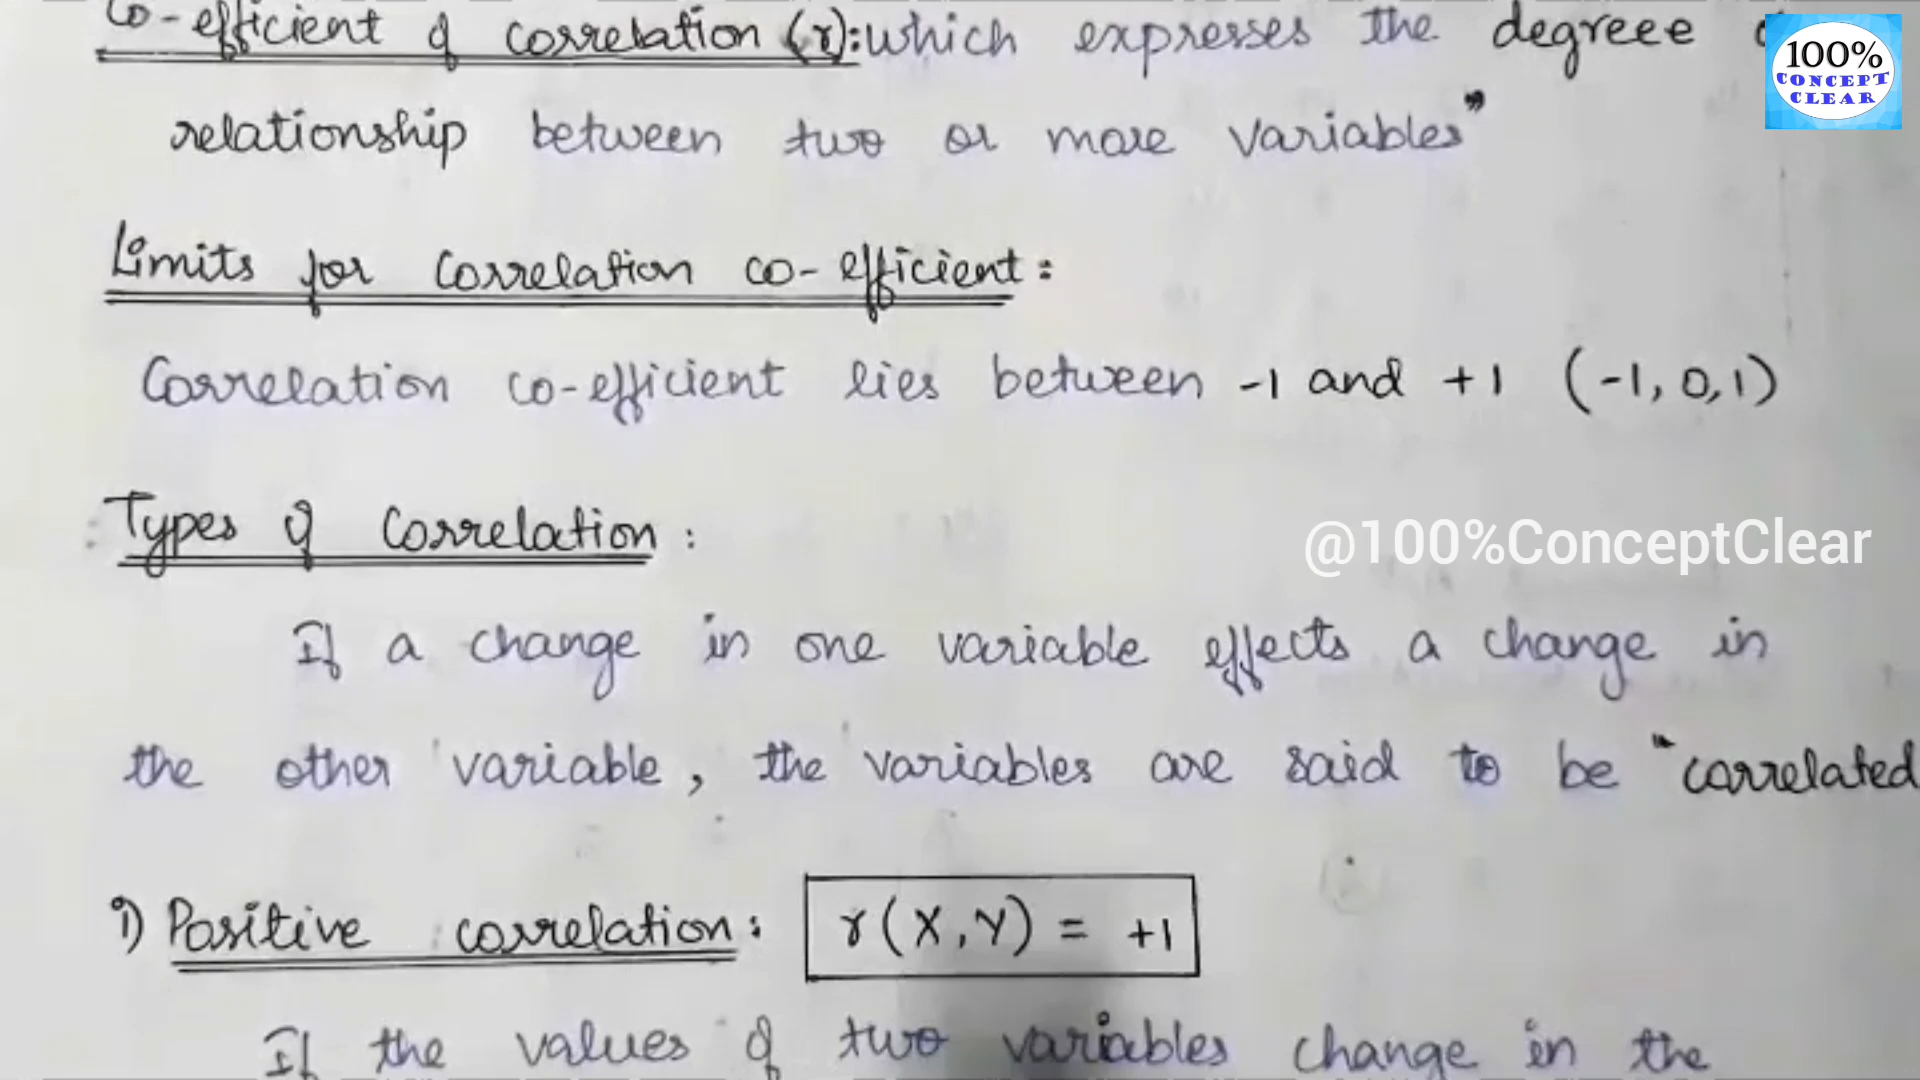 Co-efficient of correlation (r): which expresses the degreee
relationship between two or more variables"
Limits for Correlation co-efficient:
Correlation co-efficient lies between -1 and +1 (-1, 0, 1)
Types of Correlation:
If a change in one variable effects a change in
the other variable, the variables are said to be "correlated
i) Positive correlation: r(X,Y) = +1
If the values of two variables change in the
100%
CONCEPT
CLEAR
@100%ConceptClear